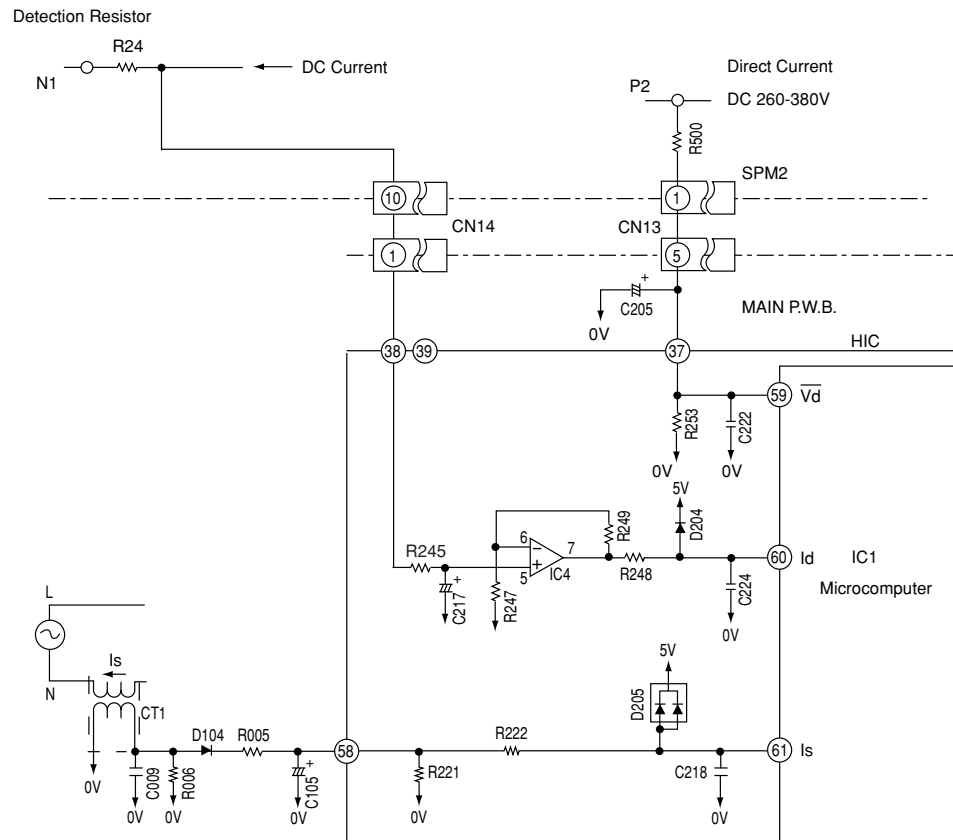 Detection Resistor
R24
N1
DC Current
Direct Current
P2
DC 260-380V
R500
SPM2
10
1
CN14
CN13
1
5
C205
+
0V
MAIN P.W.B.
38
39
37
HIC
59
Vd
R253
C222
0V
0V
5V
D204
R249
6
7
R245
5
IC4
R248
60
Id
IC1
Microcomputer
+
C217
R247
C224
0V
L
N
Is
CT1
5V
D205
D104
R005
58
R222
61
Is
0V
C009
R006
+
C105
R221
C218
0V
0V
0V
0V
0V